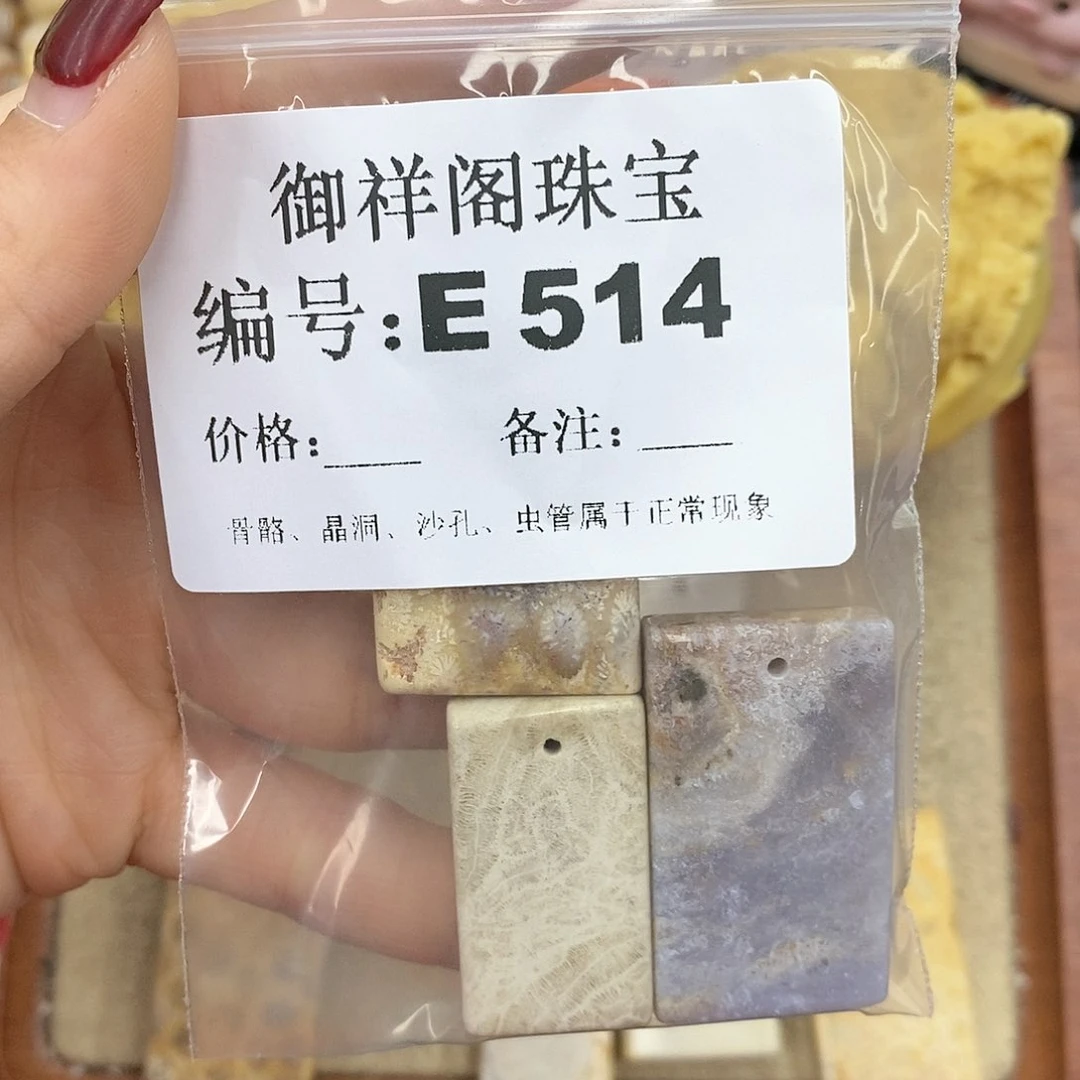 御祥阁珠宝
编号:E514
价格:____ 备注:____
骨骼、晶洞、沙孔、虫管属于正常现象